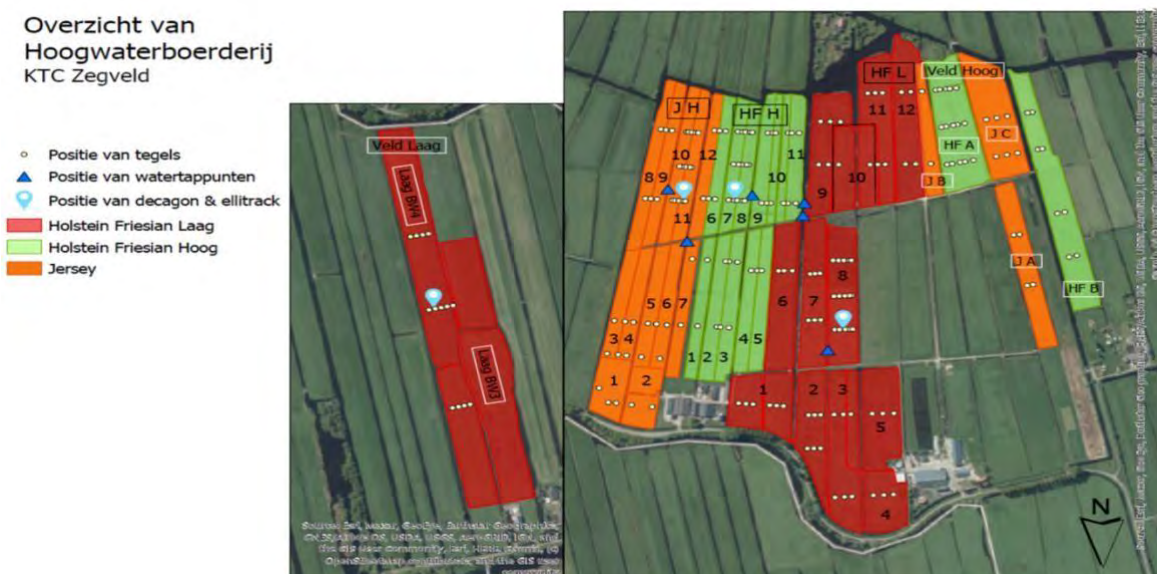 Overzicht van
Hoogwaterboerderij
KTC Zegveld
Positie van tegels
Positie van watertappunten
Positie van decagon & ellitrack
Holstein Friesian Laag
Holstein Friesian Hoog
Jersey
Veld Laag
Laag BW4
Laag BW3
HF L
Veld Hoog
J H
HF H
11
12
HF A
J C
J B
10
12
11
8 9
10
9
10
11
6 7 8 9
J A
HF B
6
7
8
5 6 7
3 4
4 5
1 2 3
1
2
1
2
3
5
4
N